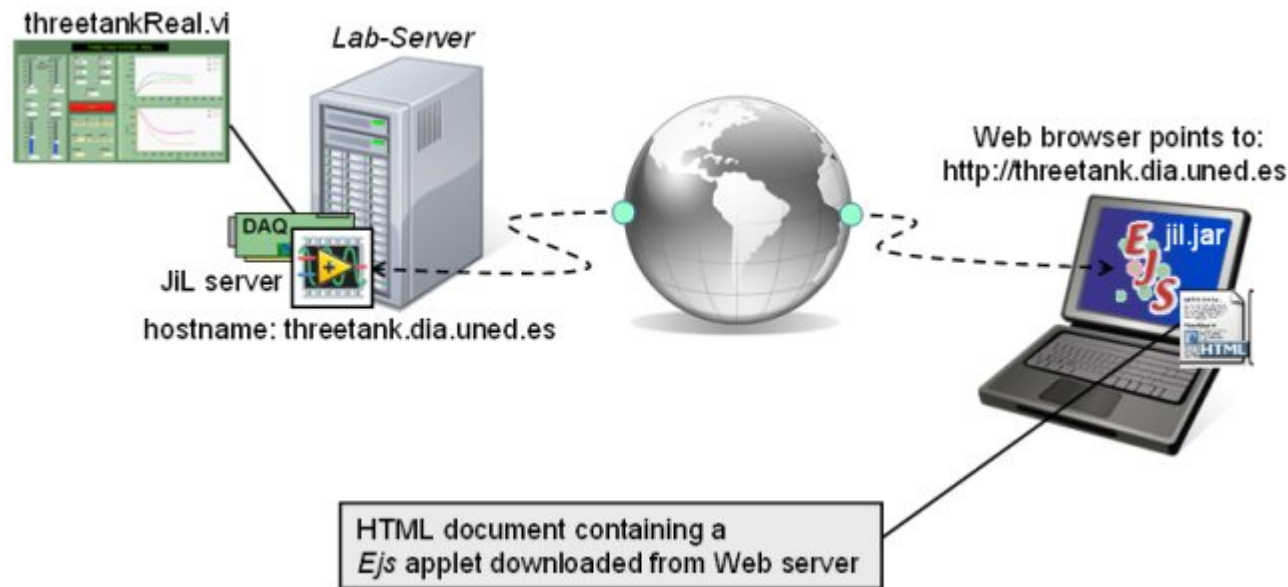 threetankReal.vi
Lab-Server
DAQ
JiL server
hostname: threetank.dia.uned.es
Web browser points to:
http://threetank.dia.uned.es
EJS
jil.jar
HTML
HTML document containing a
Ejs applet downloaded from Web server